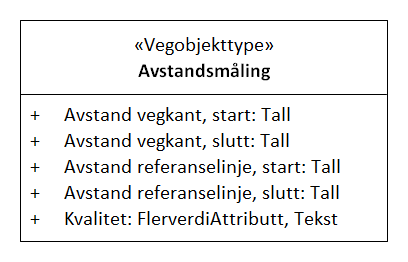 «Vegobjekttype»
Avstandsmåling
+ Avstand vegkant, start: Tall
+ Avstand vegkant, slutt: Tall
+ Avstand referanselinje, start: Tall
+ Avstand referanselinje, slutt: Tall
+ Kvalitet: FlerverdiAttributt, Tekst